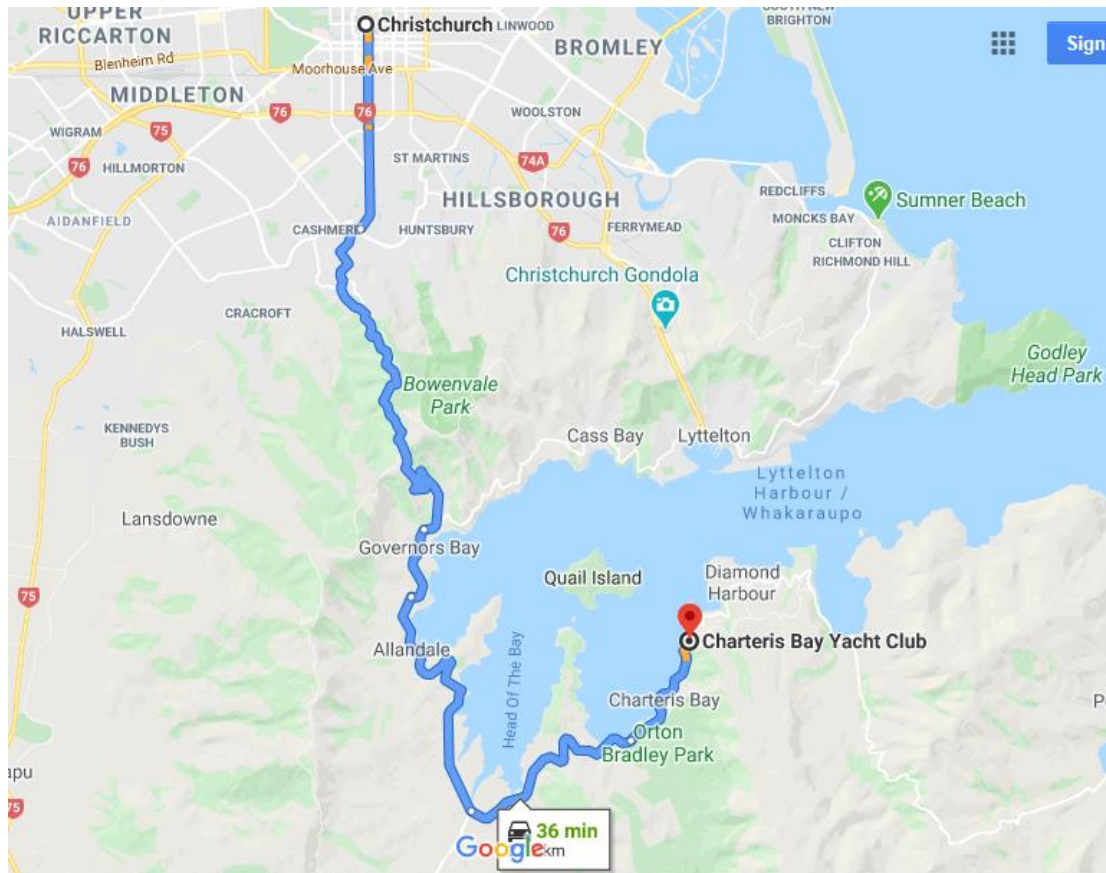 UPPER
RICCARTON
Christchurch
LINWOOD
SOUTH NEW
BRIGHTON
BROMLEY
Sign
Blenheim Rd
Moorhouse Ave
MIDDLETON
76
76
76
WOOLSTON
WIGRAM
75
HILLMORTON
ST MARTINS
74A
REDCLIFFS
Sumner Beach
AIDANFIELD
HILLSBOROUGH
MONCKS BAY
CASHMERE
HUNTSBURY
76
FERRYMEAD
CLIFTON
RICHMOND HILL
Christchurch Gondola
CRACROFT
HALSWELL
Godley
Head Park
Bowenvale
Park
KENNEDYS
BUSH
Cass Bay
Lyttelton
Lyttelton
Harbour /
Whakaraupo
Lansdowne
Governors Bay
Quail Island
Diamond
Harbour
75
Allandale
Charteris Bay Yacht Club
Head Of The Bay
Charteris Bay
Orton
Bradley Park
apu
75
36 min
km
Google